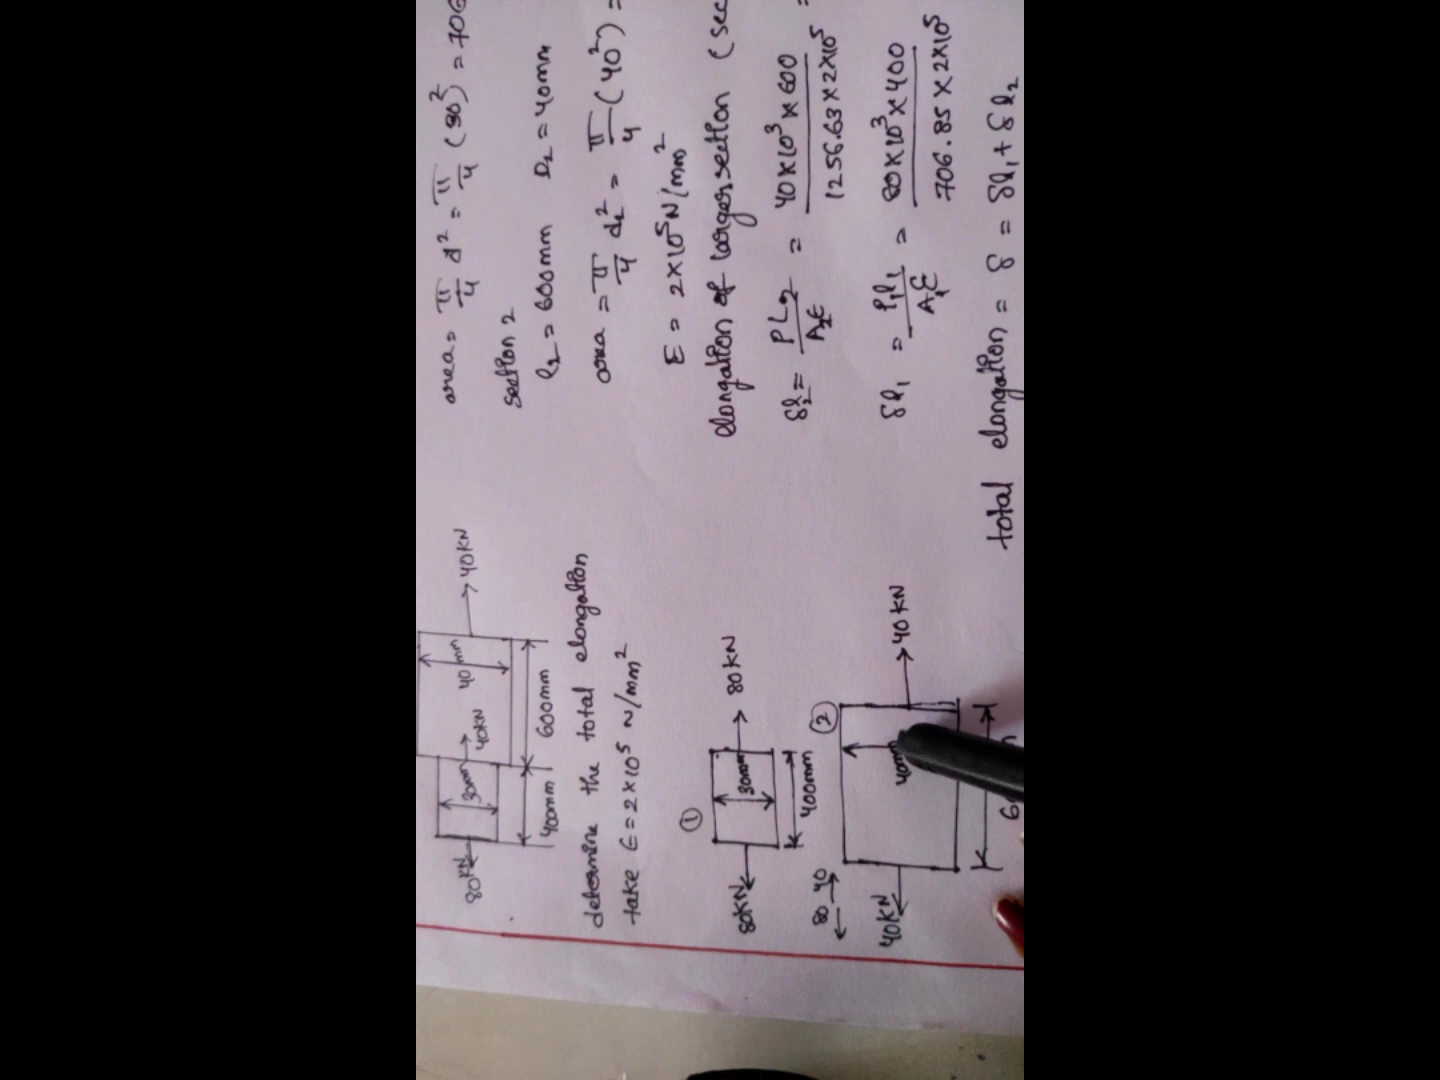 80KN
30mm
40KN
40mm
40KN
400mm
600mm
determine the total elongation
take E = 2×10⁵ N/mm²
①
80KN
30mm
80KN
400mm
80 40
②
40KN
40KN
area = π/4 d² = π/4 (30)² = 706
section 2
l₂ = 600mm D₂ = 40mm
area = π/4 d₂² = π/4 (40²) =
E = 2×10⁵ N/mm²
elongation of larger section (sec
δl₂ = PL₂/A₂E = 40×10³×600/1256.63×2×10⁵ =
δl₁ = P₁l₁/A₁E = 80×10³×400/706.85×2×10⁵
total elongation = δ = δl₁ + δl₂